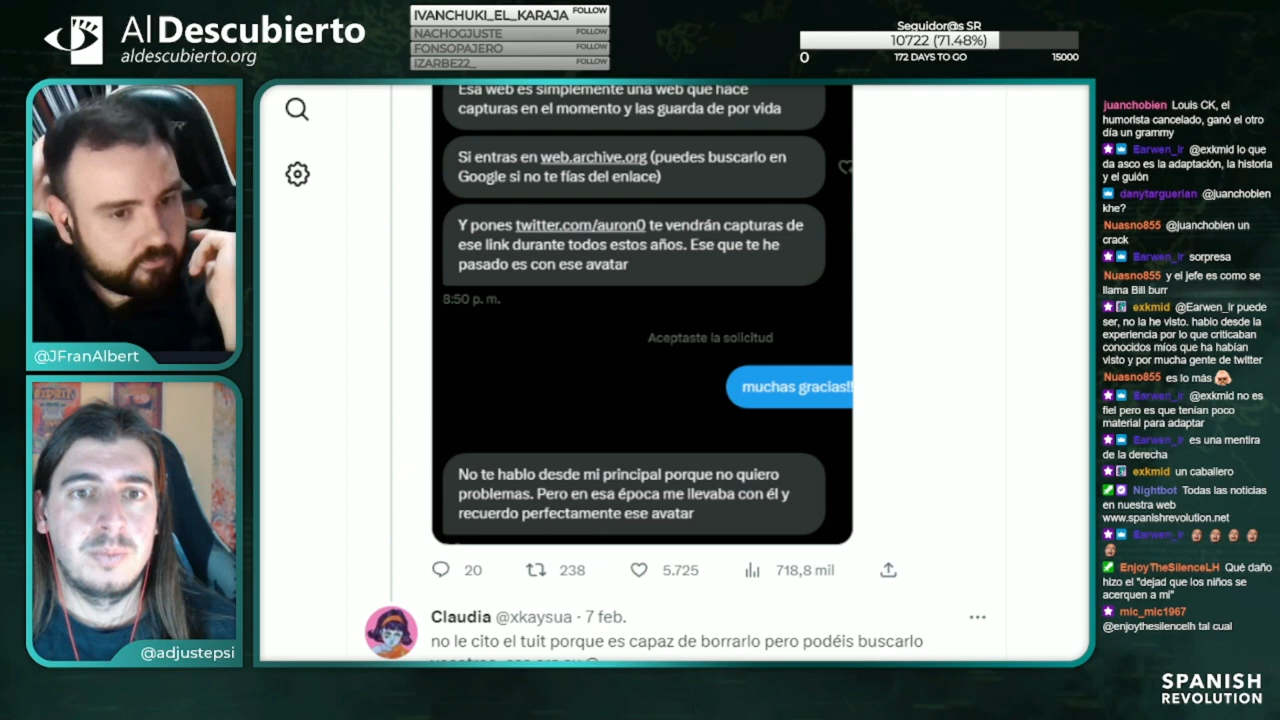 Al Descubierto
aldescubierto.org
IVANCHUKI_EL_KARAJA FOLLOW
NACHOGJUSTE FOLLOW
FONSOPAJERO FOLLOW
IZARBE22_ FOLLOW
Seguidor@s SR
10722 (71.48%)
0 172 DAYS TO GO 15000
@JFranAlbert
@adjustepsi
Esa web es simplemente una web que hace
capturas en el momento y las guarda de por vida
Si entras en web.archive.org (puedes buscarlo en
Google si no te fías del enlace)
Y pones twitter.com/auron0 te vendrán capturas de
ese link durante todos estos años. Ese que te he
pasado es con ese avatar
8:50 p. m.
Aceptaste la solicitud
muchas gracias!!
No te hablo desde mi principal porque no quiero
problemas. Pero en esa época me llevaba con él y
recuerdo perfectamente ese avatar
20 238 5.725 718,8 mil
Claudia @xkaysua · 7 feb.
no le cito el tuit porque es capaz de borrarlo pero podéis buscarlo
juanchobien Louis CK, el
humorista cancelado, ganó el otro
día un grammy
Earwen_Ir @exkmid lo que
da asco es la adaptación, la historia
y el guión
danytarguerian @juanchobien
khe?
Nuasno855 @juanchobien un
crack
Earwen_Ir sorpresa
Nuasno855 y el jefe es como se
llama Bill burr
exkmid @Earwen_Ir puede
ser, no la he visto. hablo desde la
experiencia por lo que criticaban
conocidos míos que ha habían
visto y por mucha gente de twitter
Nuasno855 es lo más
Earwen_Ir @exkmid no es
fiel pero es que tenían poco
material para adaptar
Earwen_Ir es una mentira
de la derecha
exkmid un caballero
Nightbot Todas las noticias
en nuestra web
www.spanishrevolution.net
Earwen_Ir
EnjoyTheSilenceLH Qué daño
hizo el "dejad que los niños se
acerquen a mi"
mic_mic1967
@enjoythesilencelh tal cual
SPANISH
REVOLUTION